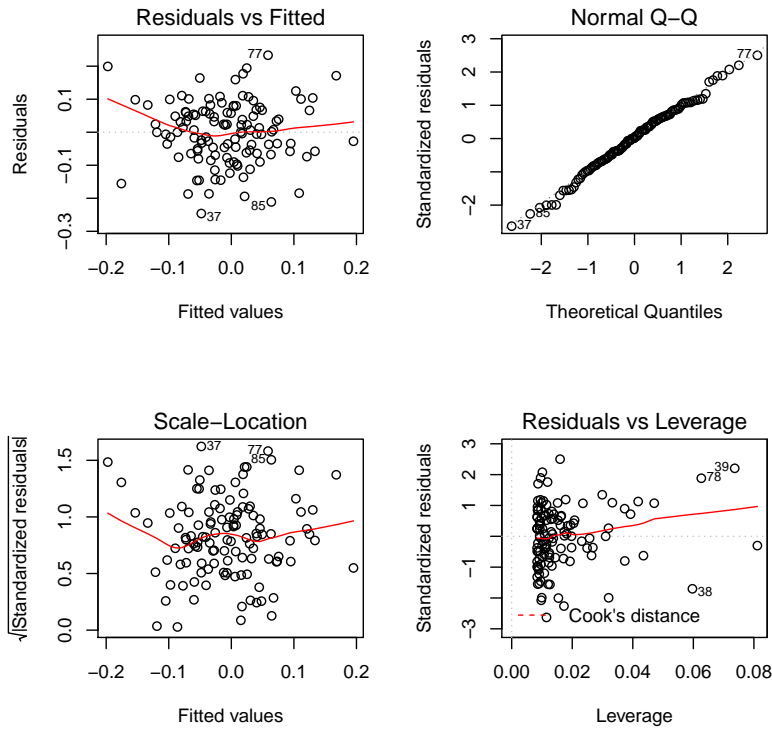 Residuals vs Fitted
Residuals
−0.3 −0.1 0.1
77
85
37
−0.2 −0.1 0.0 0.1 0.2
Fitted values
Normal Q−Q
Standardized residuals
−2 0 1 2 3
77
85
37
−2 −1 0 1 2
Theoretical Quantiles
Scale−Location
√|Standardized residuals|
0.0 0.5 1.0 1.5
37
77
85
−0.2 −0.1 0.0 0.1 0.2
Fitted values
Residuals vs Leverage
Standardized residuals
−3 −1 1 2 3
39
78
38
Cook's distance
0.00 0.02 0.04 0.06 0.08
Leverage